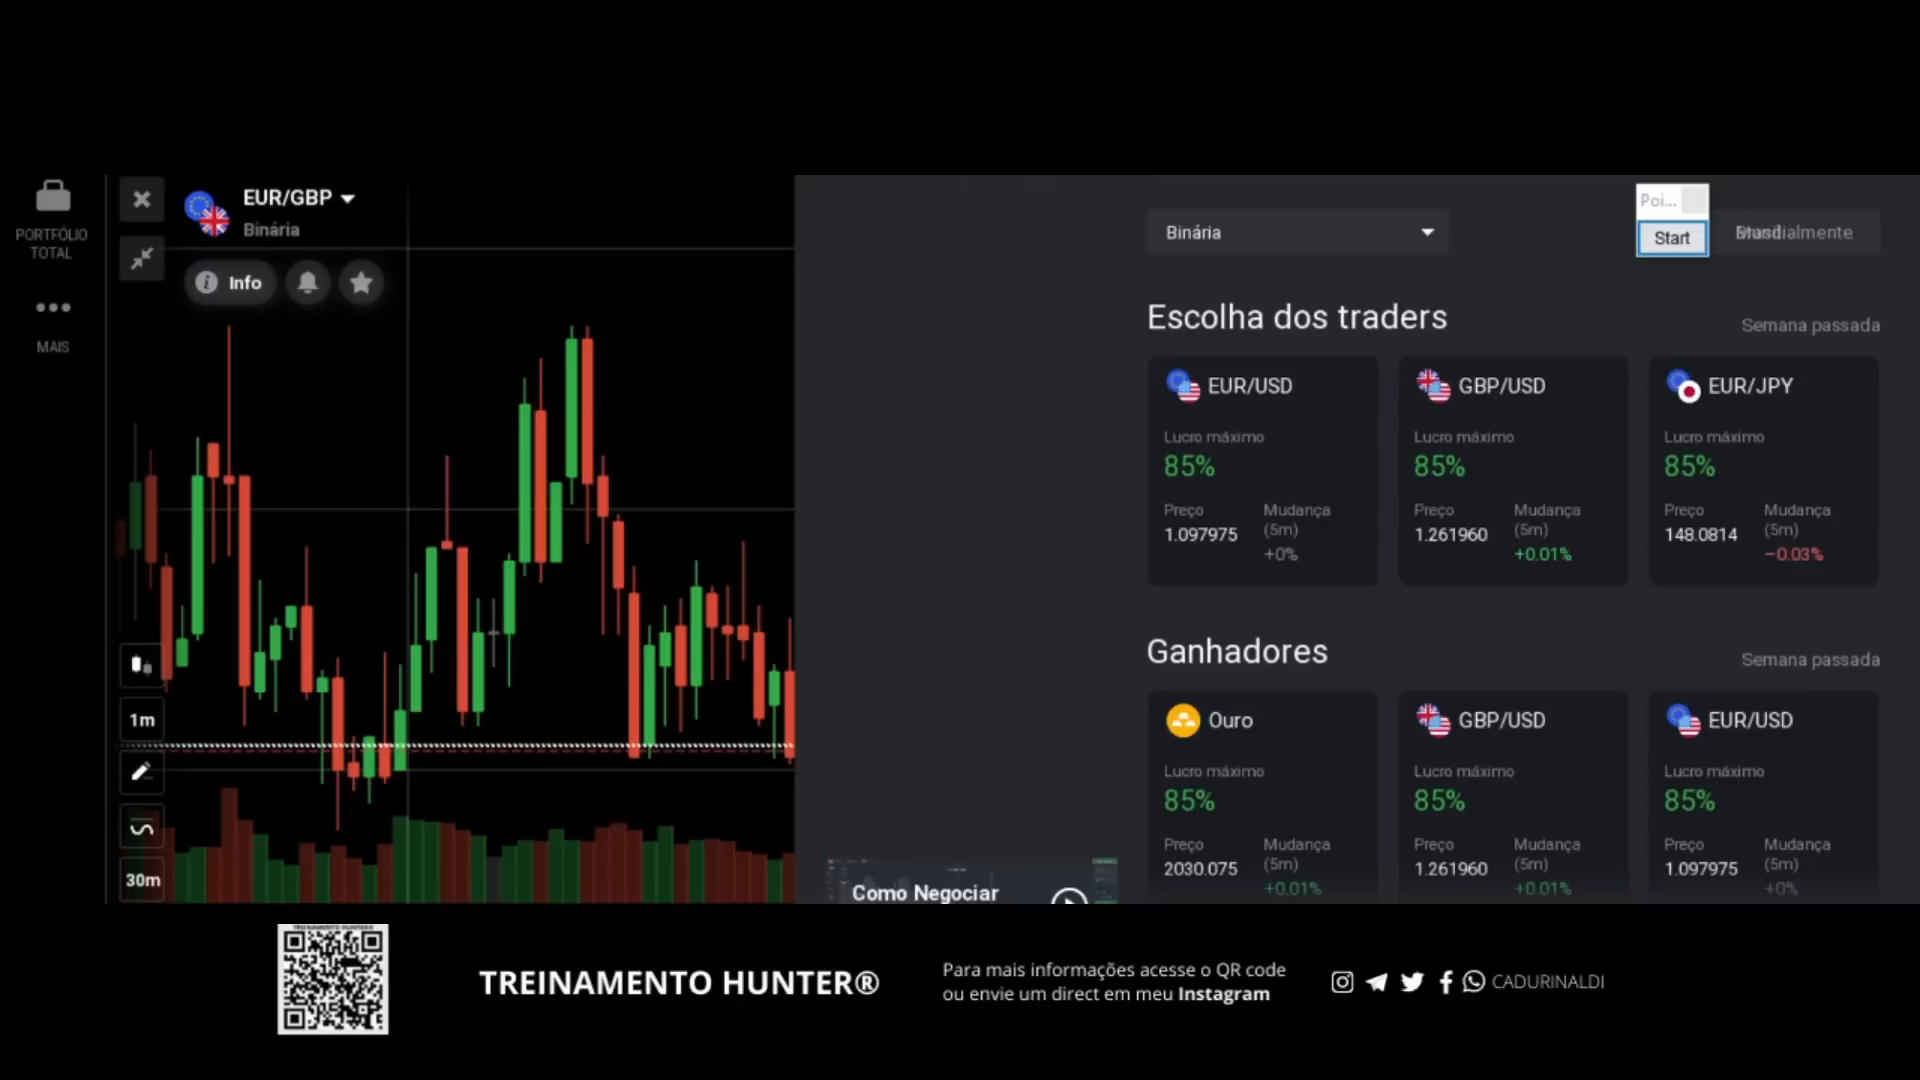 PORTFÓLIO
TOTAL
MAIS
EUR/GBP
Binária
Info
1m
30m
Binária
Poi...
Start
Semana passada
Escolha dos traders
EUR/USD
Lucro máximo
85%
Preço
1.097975
Mudança
(5m)
+0%
GBP/USD
Lucro máximo
85%
Preço
1.261960
Mudança
(5m)
+0.01%
EUR/JPY
Lucro máximo
85%
Preço
148.0814
Mudança
(5m)
−0.03%
Ganhadores
Semana passada
Ouro
Lucro máximo
85%
Preço
2030.075
Mudança
(5m)
+0.01%
GBP/USD
Lucro máximo
85%
Preço
1.261960
Mudança
(5m)
+0.01%
EUR/USD
Lucro máximo
85%
Preço
1.097975
Mudança
(5m)
+0%
Como Negociar
TREINAMENTO HUNTER®
TREINAMENTO HUNTER®
Para mais informações acesse o QR code
ou envie um direct em meu Instagram
CADURINALDI